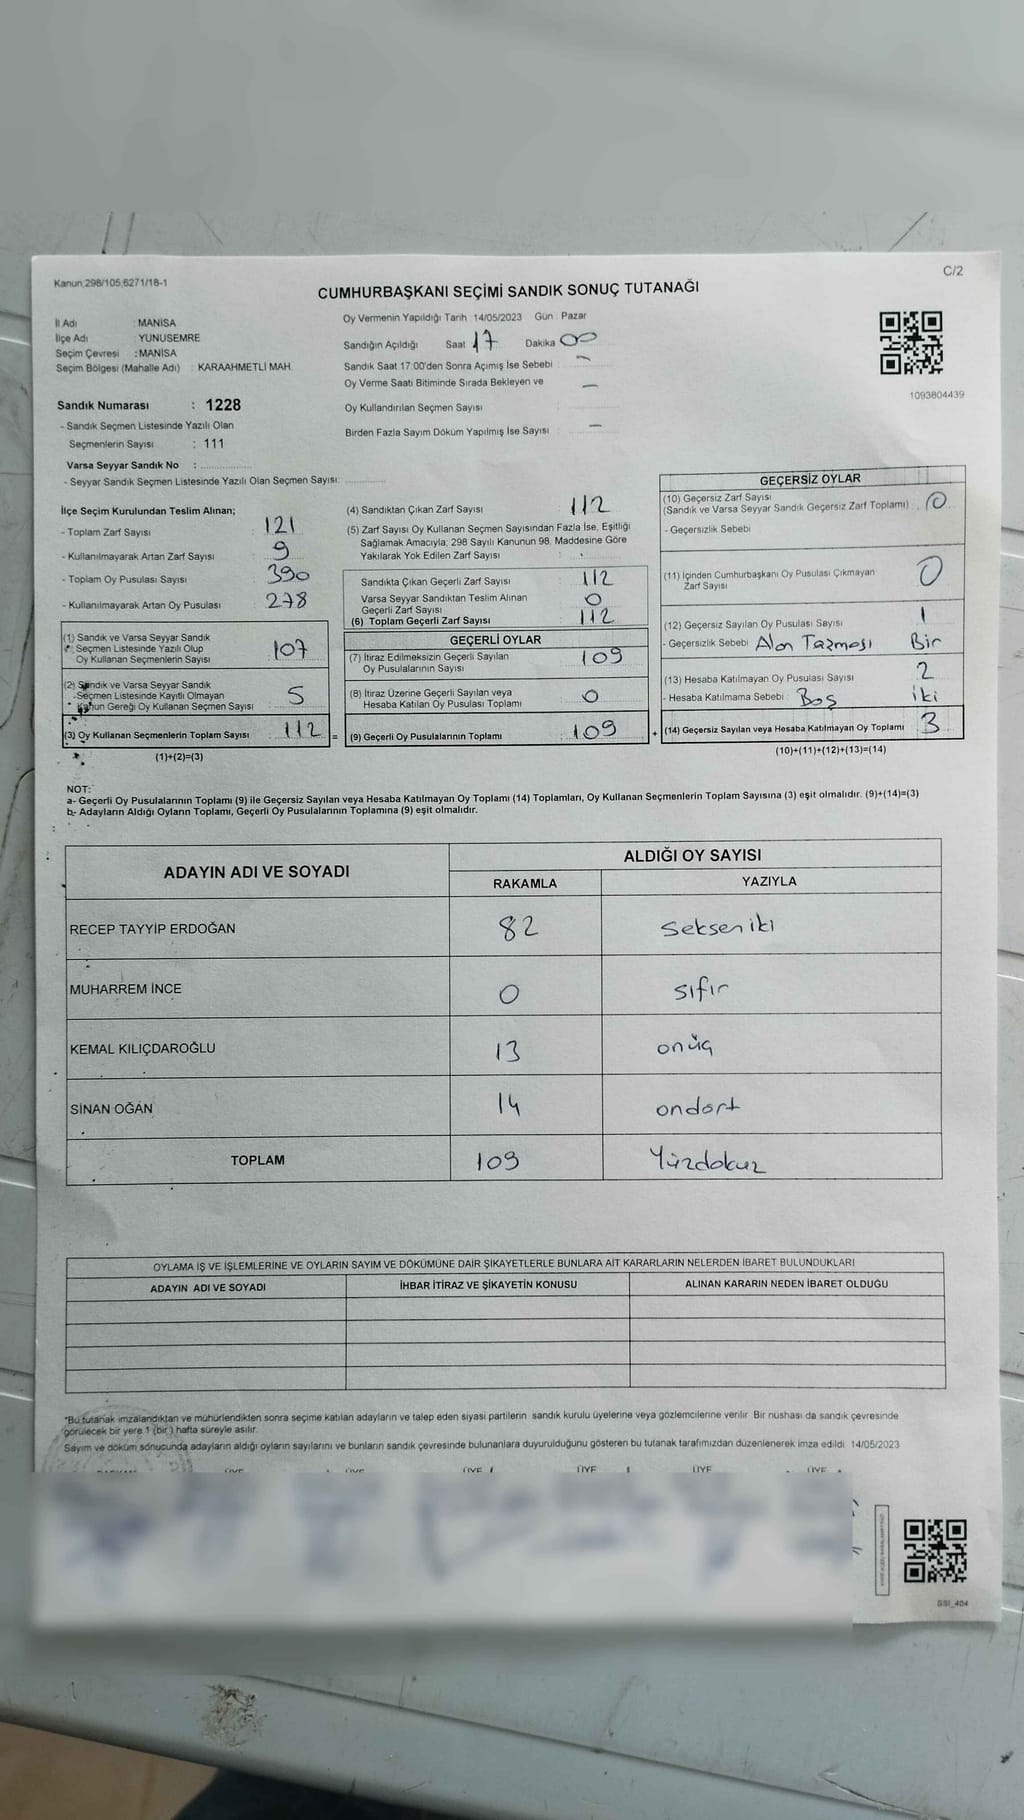 C/2
Kanun,298/105,6271/18-1
CUMHURBAŞKANI SEÇİMİ SANDIK SONUÇ TUTANAĞI
İl Adı : MANİSA
İlçe Adı : YUNUSEMRE
Seçim Çevresi : MANİSA
Seçim Bölgesi (Mahalle Adı) : KARAAHMETLİ MAH.
Sandık Numarası : 1228
- Sandık Seçmen Listesinde Yazılı Olan
Seçmenlerin Sayısı : 111
Varsa Seyyar Sandık No :
- Seyyar Sandık Seçmen Listesinde Yazılı Olan Seçmen Sayısı:
Oy Vermenin Yapıldığı Tarih : 14/05/2023 Gün : Pazar
Sandığın Açıldığı Saat 17 Dakika 00
Sandık Saat 17:00'den Sonra Açımış İse Sebebi : -
Oy Verme Saati Bitiminde Sırada Bekleyen ve -
Oy Kullandırılan Seçmen Sayısı
Birden Fazla Sayım Döküm Yapılmış İse Sayısı : -
1093804439
İlçe Seçim Kurulundan Teslim Alınan;
- Toplam Zarf Sayısı : 121
- Kullanılmayarak Artan Zarf Sayısı : 9
- Toplam Oy Pusulası Sayısı : 390
- Kullanılmayarak Artan Oy Pusulası : 278
(1) Sandık ve Varsa Seyyar Sandık
Seçmen Listesinde Yazılı Olup
Oy Kullanan Seçmenlerin Sayısı : 107
(2) Sandık ve Varsa Seyyar Sandık
Seçmen Listesinde Kayıtlı Olmayan
Kanun Gereği Oy Kullanan Seçmen Sayısı : 5
(3) Oy Kullanan Seçmenlerin Toplam Sayısı : 112
(1)+(2)=(3)
(4) Sandıktan Çıkan Zarf Sayısı : 112
(5) Zarf Sayısı Oy Kullanan Seçmen Sayısından Fazla İse, Eşitliği
Sağlamak Amacıyla; 298 Sayılı Kanunun 98. Maddesine Göre
Yakılarak Yok Edilen Zarf Sayısı :
Sandıkta Çıkan Geçerli Zarf Sayısı : 112
Varsa Seyyar Sandıktan Teslim Alınan
Geçerli Zarf Sayısı : 0
(6) Toplam Geçerli Zarf Sayısı : 112
GEÇERLİ OYLAR
(7) İtiraz Edilmeksizin Geçerli Sayılan
Oy Pusulalarının Sayısı : 109
(8) İtiraz Üzerine Geçerli Sayılan veya
Hesaba Katılan Oy Pusulası Toplamı : 0
= (9) Geçerli Oy Pusulalarının Toplamı : 109 +
GEÇERSİZ OYLAR
(10) Geçersiz Zarf Sayısı
(Sandık ve Varsa Seyyar Sandık Geçersiz Zarf Toplamı) : 0
- Geçersizlik Sebebi
(11) İçinden Cumhurbaşkanı Oy Pusulası Çıkmayan
Zarf Sayısı 0
(12) Geçersiz Sayılan Oy Pusulası Sayısı : 1
- Geçersizlik Sebebi Alan Tazması Bir
(13) Hesaba Katılmayan Oy Pusulası Sayısı : 2
- Hesaba Katılmama Sebebi : Boş iki
(14) Geçersiz Sayılan veya Hesaba Katılmayan Oy Toplamı : 3
(10)+(11)+(12)+(13)=(14)
NOT:
a- Geçerli Oy Pusulalarının Toplamı (9) ile Geçersiz Sayılan veya Hesaba Katılmayan Oy Toplamı (14) Toplamları, Oy Kullanan Seçmenlerin Toplam Sayısına (3) eşit olmalıdır. (9)+(14)=(3)
b- Adayların Aldığı Oyların Toplamı, Geçerli Oy Pusulalarının Toplamına (9) eşit olmalıdır.
ADAYIN ADI VE SOYADI ALDIĞI OY SAYISI
RAKAMLA YAZIYLA
RECEP TAYYİP ERDOĞAN 82 Seksen iki
MUHARREM İNCE 0 sıfır
KEMAL KILIÇDAROĞLU 13 onüç
SİNAN OĞAN 14 ondört
TOPLAM 109 Yüzdokuz
OYLAMA İŞ VE İŞLEMLERİNE VE OYLARIN SAYIM VE DÖKÜMÜNE DAİR ŞİKAYETLERLE BUNLARA AİT KARARLARIN NELERDEN İBARET BULUNDUKLARI
ADAYIN ADI VE SOYADI İHBAR İTİRAZ VE ŞİKAYETİN KONUSU ALINAN KARARIN NEDEN İBARET OLDUĞU
*Bu tutanak imzalandıktan ve mühürlendikten sonra seçime katılan adayların ve talep eden siyasi partilerin sandık kurulu üyelerine veya gözlemcilerine verilir. Bir nüshası da sandık çevresinde
görülecek bir yere 1 (bir) hafta süreyle asılır.
Sayım ve döküm sonucunda adayların aldığı oyların sayılarını ve bunların sandık çevresinde bulunanlara duyurulduğunu gösteren bu tutanak tarafımızdan düzenlenerek imza edildi. 14/05/2023
ÜYE ÜYE ÜYE ÜYE ÜYE ÜYE
GSI_404